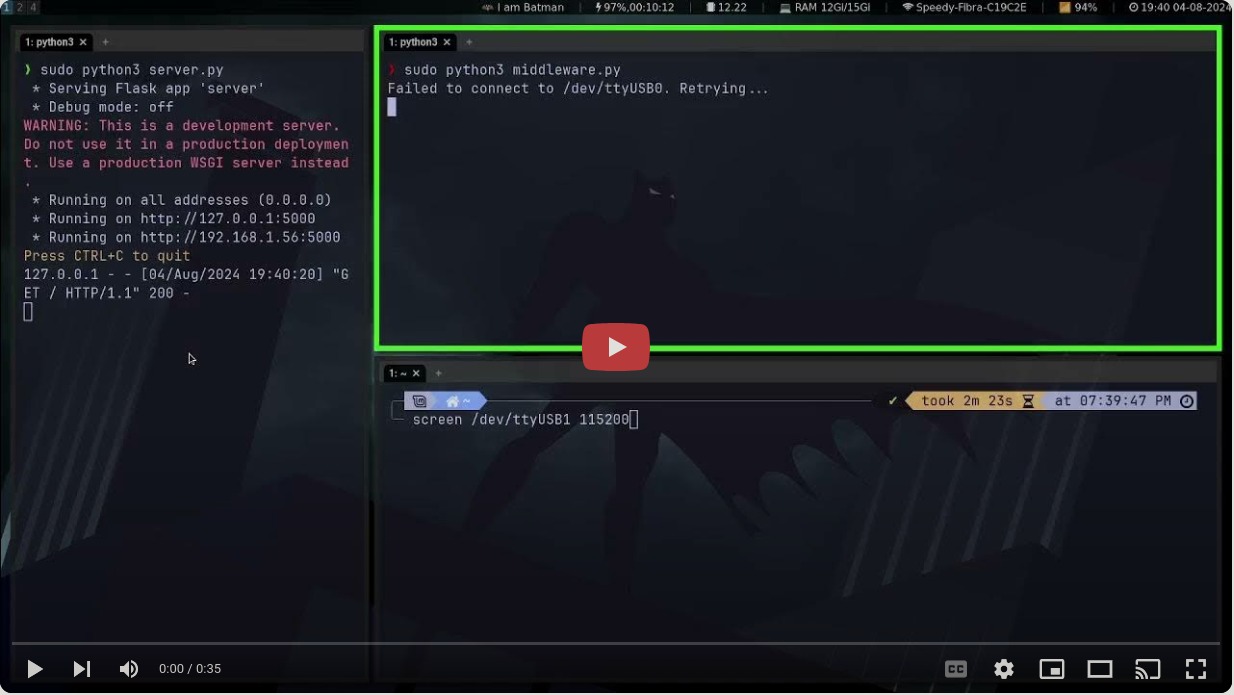 1 2 4
I am Batman
97%,00:10:12
12.22
RAM 12Gi/15Gi
Speedy-Fibra-C19C2E
94%
19:40 04-08-2024
1: python3 × +
❯ sudo python3 server.py
* Serving Flask app 'server'
* Debug mode: off
WARNING: This is a development server.
Do not use it in a production deploymen
t. Use a production WSGI server instead
.
* Running on all addresses (0.0.0.0)
* Running on http://127.0.0.1:5000
* Running on http://192.168.1.56:5000
Press CTRL+C to quit
127.0.0.1 - - [04/Aug/2024 19:40:20] "G
ET / HTTP/1.1" 200 -
1: python3 × +
❯ sudo python3 middleware.py
Failed to connect to /dev/ttyUSB0. Retrying...
1: ~ × +
~ ✓ took 2m 23s at 07:39:47 PM
screen /dev/ttyUSB1 115200
0:00 / 0:35
CC